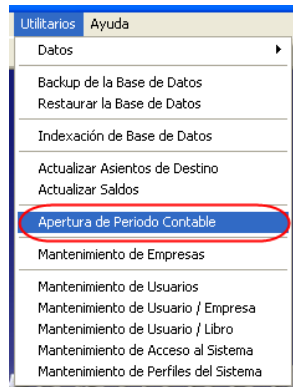 Utilitarios Ayuda
Datos
Backup de la Base de Datos
Restaurar la Base de Datos
Indexación de Base de Datos
Actualizar Asientos de Destino
Actualizar Saldos
Apertura de Periodo Contable
Mantenimiento de Empresas
Mantenimiento de Usuarios
Mantenimiento de Usuario / Empresa
Mantenimiento de Usuario / Libro
Mantenimiento de Acceso al Sistema
Mantenimiento de Perfiles del Sistema